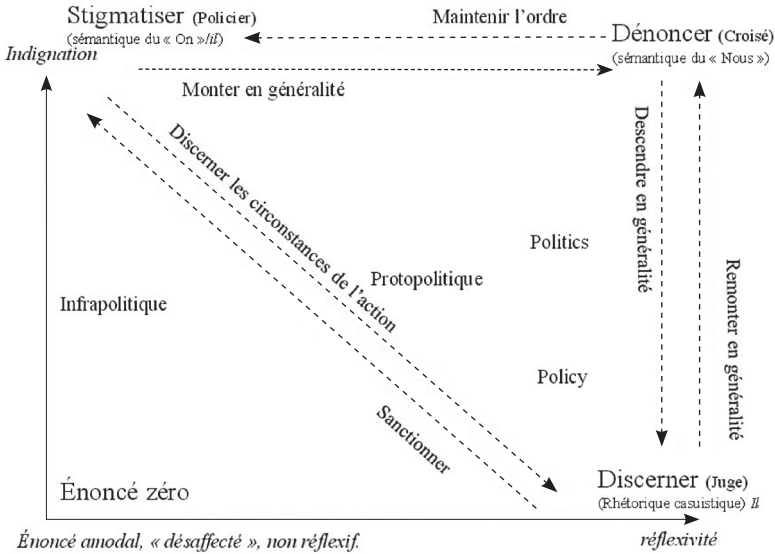 Stigmatiser (Policier)
(sémantique du « On »/il)
Maintenir l’ordre
Dénoncer (Croisé)
(sémantique du « Nous »)
Indignation
Monter en généralité
Discerner les circonstances de l’action
Descendre en généralité
Remonter en généralité
Politics
Protopolitique
Infrapolitique
Policy
Sanctionner
Discerner (Juge)
(Rhétorique casuistique) Il
Énoncé zéro
Énoncé amodal, « désaffecté », non réflexif.
réflexivité